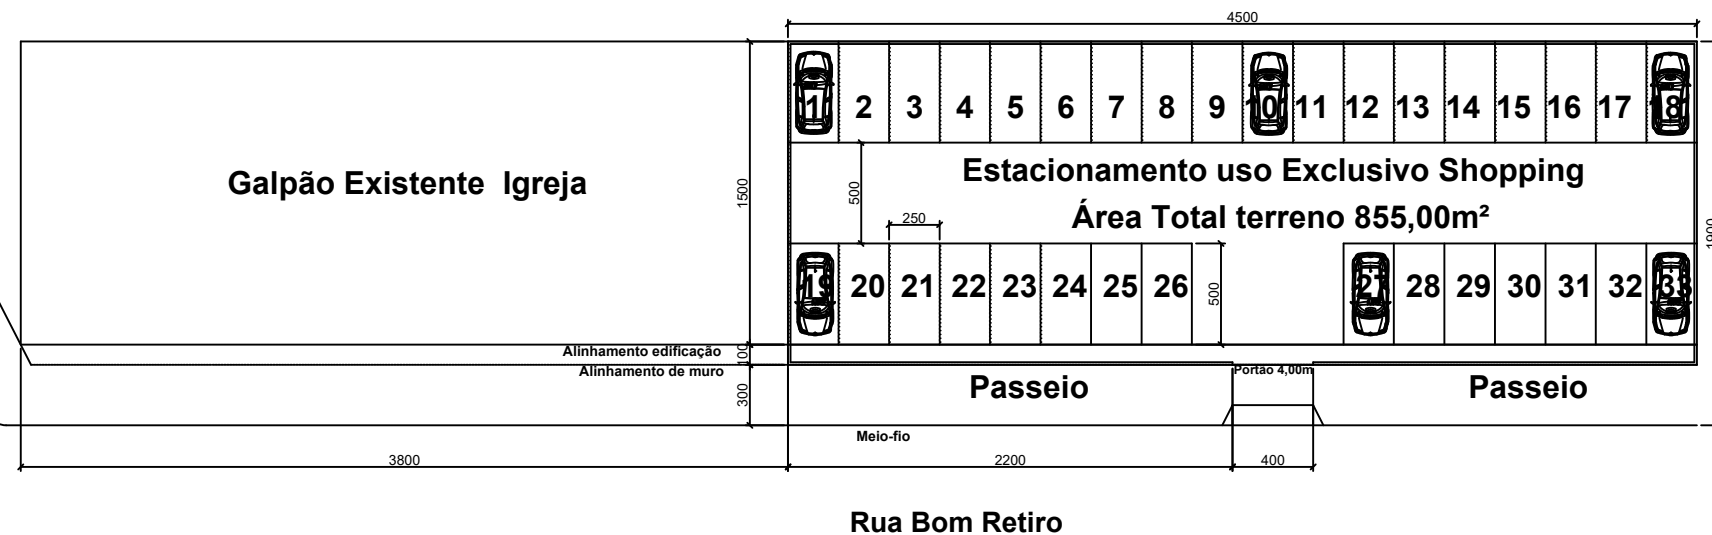 4500
1 2 3 4 5 6 7 8 9 10 11 12 13 14 15 16 17 18
Galpão Existente Igreja
1500
500
Estacionamento uso Exclusivo Shopping
Área Total terreno 855,00m²
250
1900
19 20 21 22 23 24 25 26
500
27 28 29 30 31 32 33
Alinhamento edificação
100
Alinhamento de muro
300
Passeio
Portão 4,00m
Passeio
Meio-fio
3800
2200
400
Rua Bom Retiro